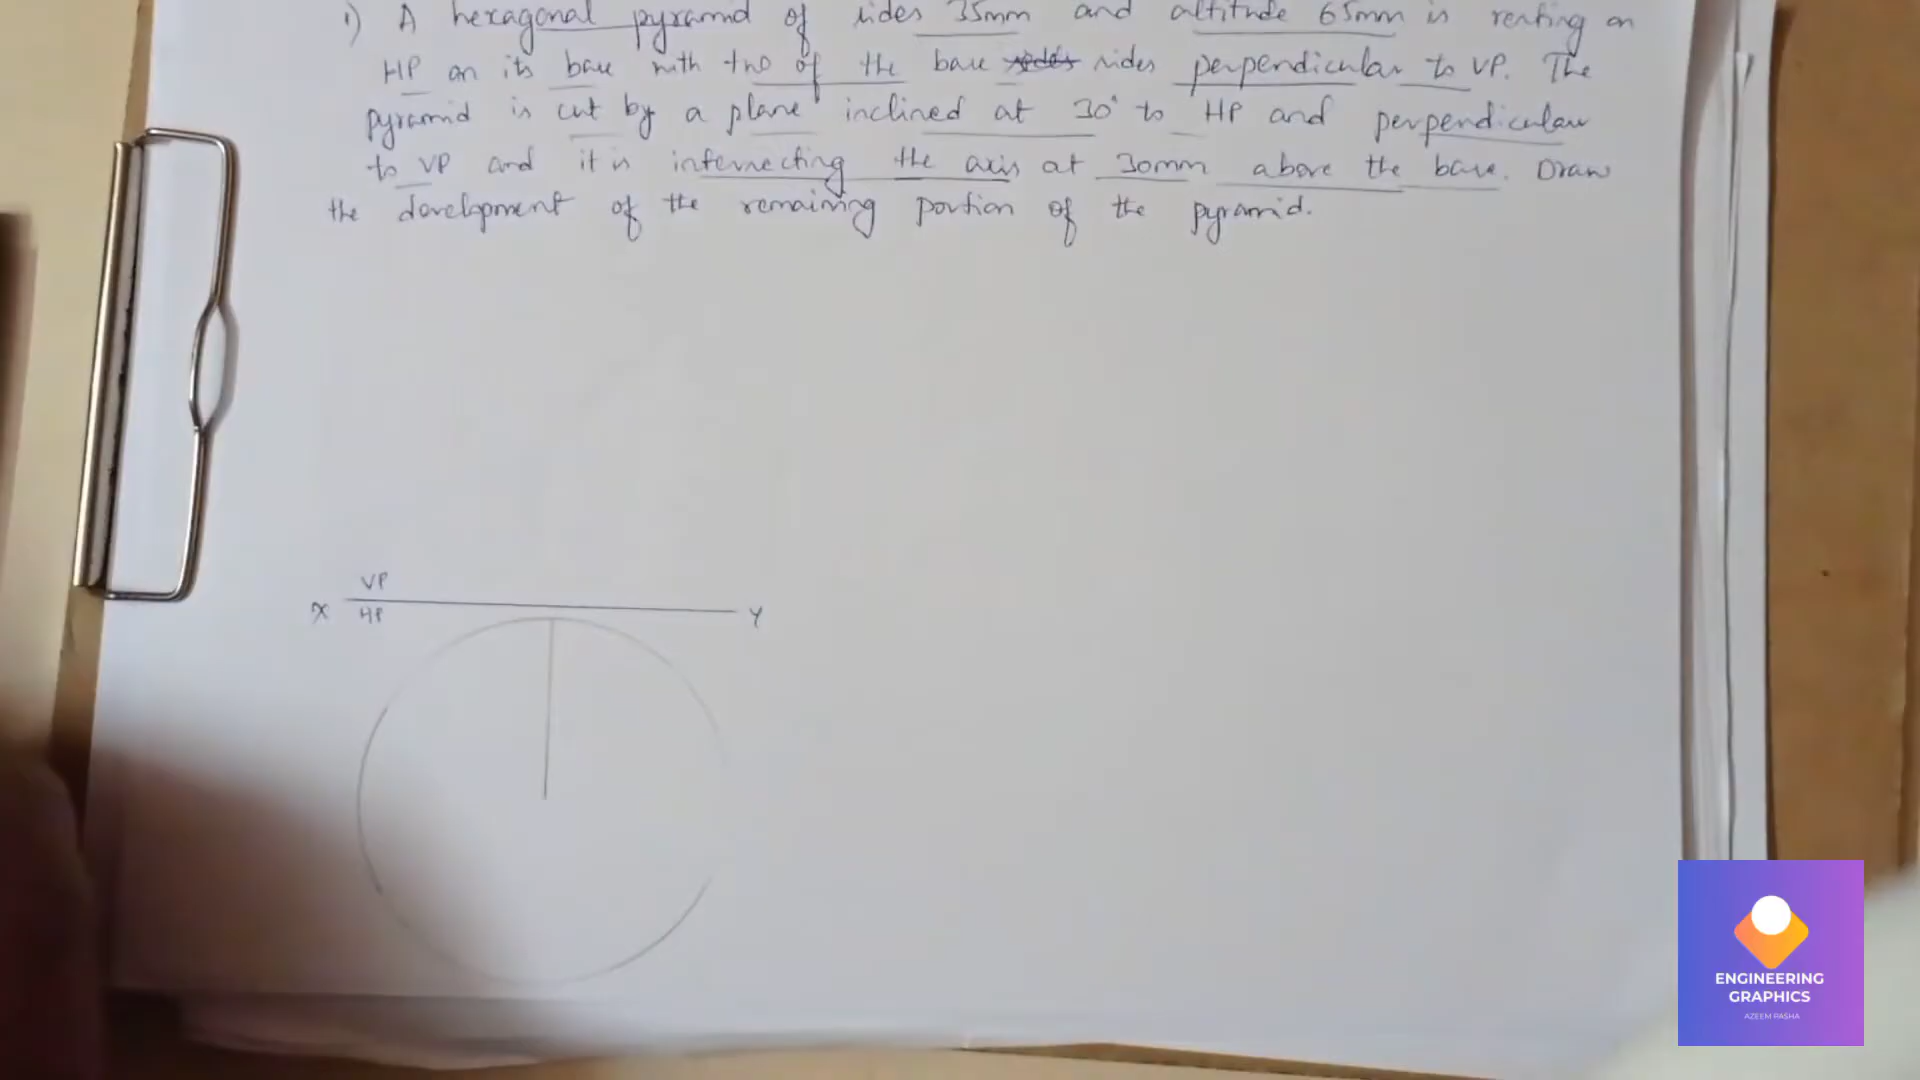 1) A hexagonal pyramid of sides 35mm and altitude 65mm is resting on
HP on its base with two of the base sides sides perpendicular to VP. The
pyramid is cut by a plane inclined at 30° to HP and perpendicular
to VP and it is intersecting the axis at 30mm above the base. Draw
the development of the remaining portion of the pyramid.
VP
X HP Y
ENGINEERING
GRAPHICS
AZEEM PASHA